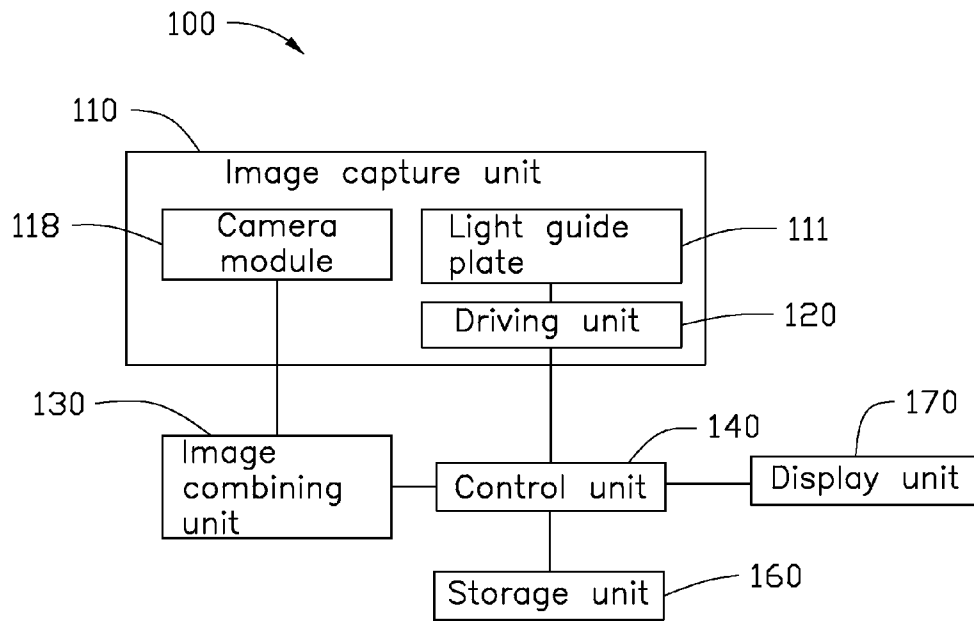 100
110
Image capture unit
118
Camera
module
Light guide
plate
111
Driving unit
120
130
140
170
Image
combining
unit
Control unit
Display unit
Storage unit
160